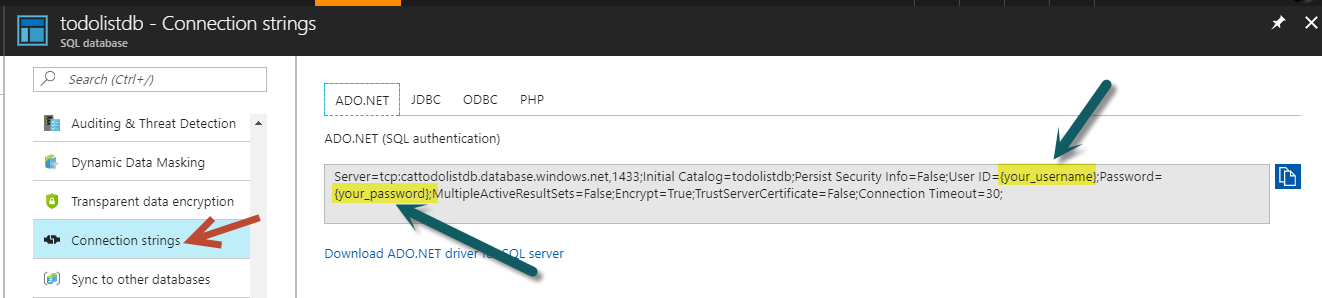 todolistdb - Connection strings
SQL database
Search (Ctrl+/)
Auditing & Threat Detection
Dynamic Data Masking
Transparent data encryption
Connection strings
Sync to other databases
ADO.NET JDBC ODBC PHP
ADO.NET (SQL authentication)
Server=tcp:cattodolistdb.database.windows.net,1433;Initial Catalog=todolistdb;Persist Security Info=False;User ID={your_username};Password=
{your_password};MultipleActiveResultSets=False;Encrypt=True;TrustServerCertificate=False;Connection Timeout=30;
Download ADO.NET driver for SQL server